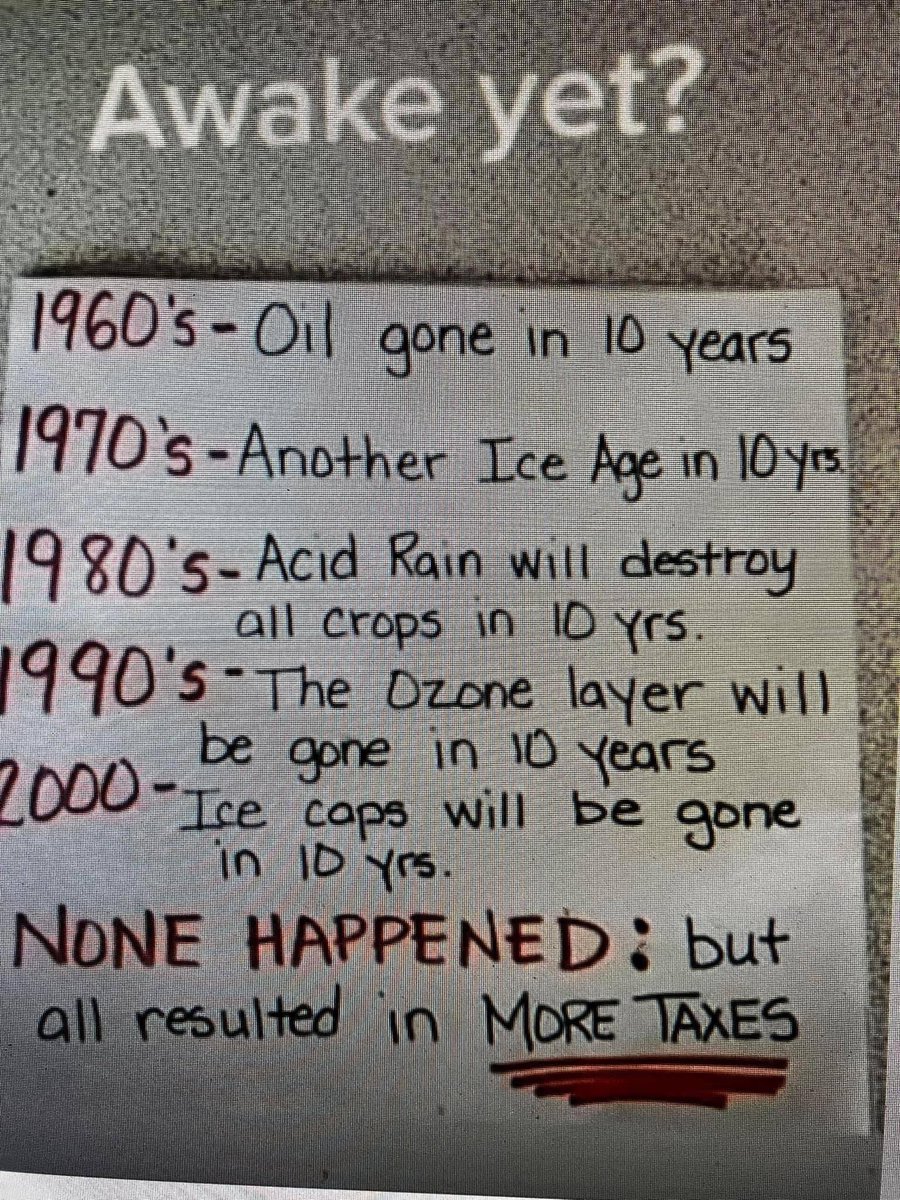 Awake yet?
1960's - Oil gone in 10 years
1970's - Another Ice Age in 10 yrs.
1980's - Acid Rain will destroy
all crops in 10 yrs.
1990's - The Ozone layer will
be gone in 10 years
2000 - Ice caps will be gone
in 10 yrs.
NONE HAPPENED: but
all resulted in MORE TAXES